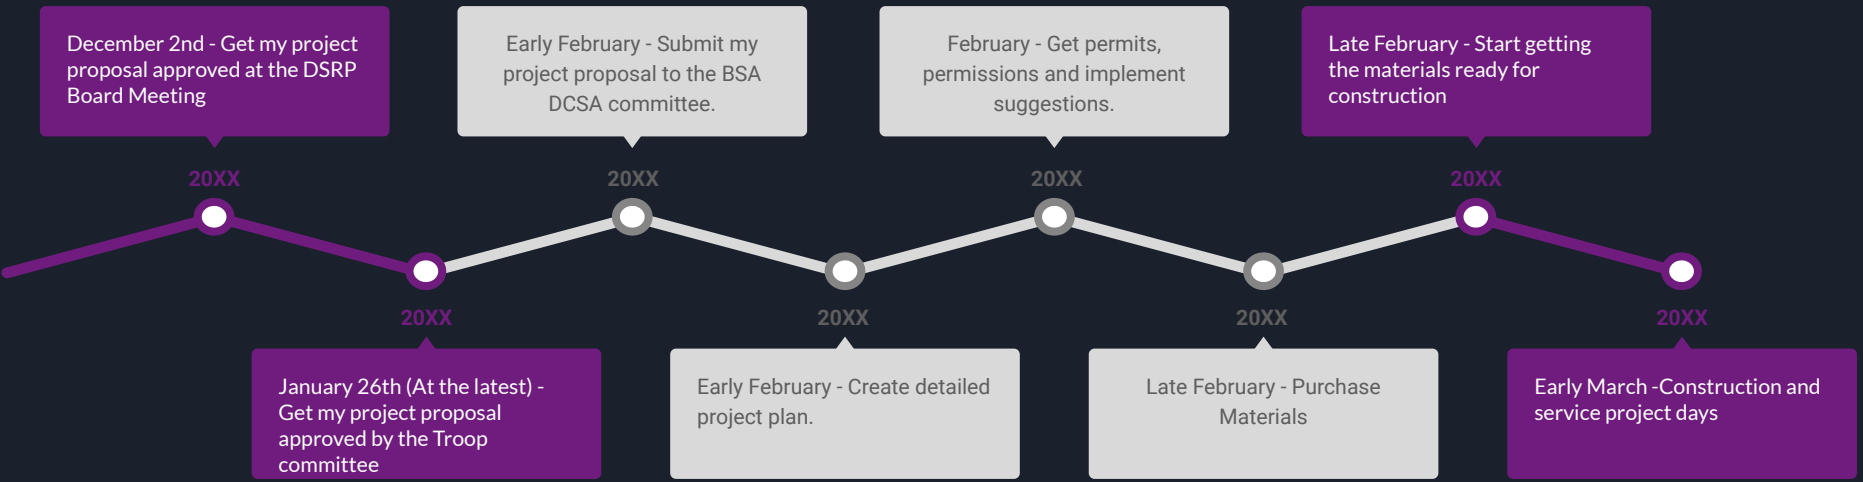 December 2nd - Get my project
proposal approved at the DSRP
Board Meeting
20XX
January 26th (At the latest) -
Get my project proposal
approved by the Troop
committee
20XX
Early February - Submit my
project proposal to the BSA
DCSA committee.
20XX
Early February - Create detailed
project plan.
20XX
February - Get permits,
permissions and implement
suggestions.
20XX
Late February - Purchase
Materials
20XX
Late February - Start getting
the materials ready for
construction
20XX
Early March -Construction and
service project days
20XX